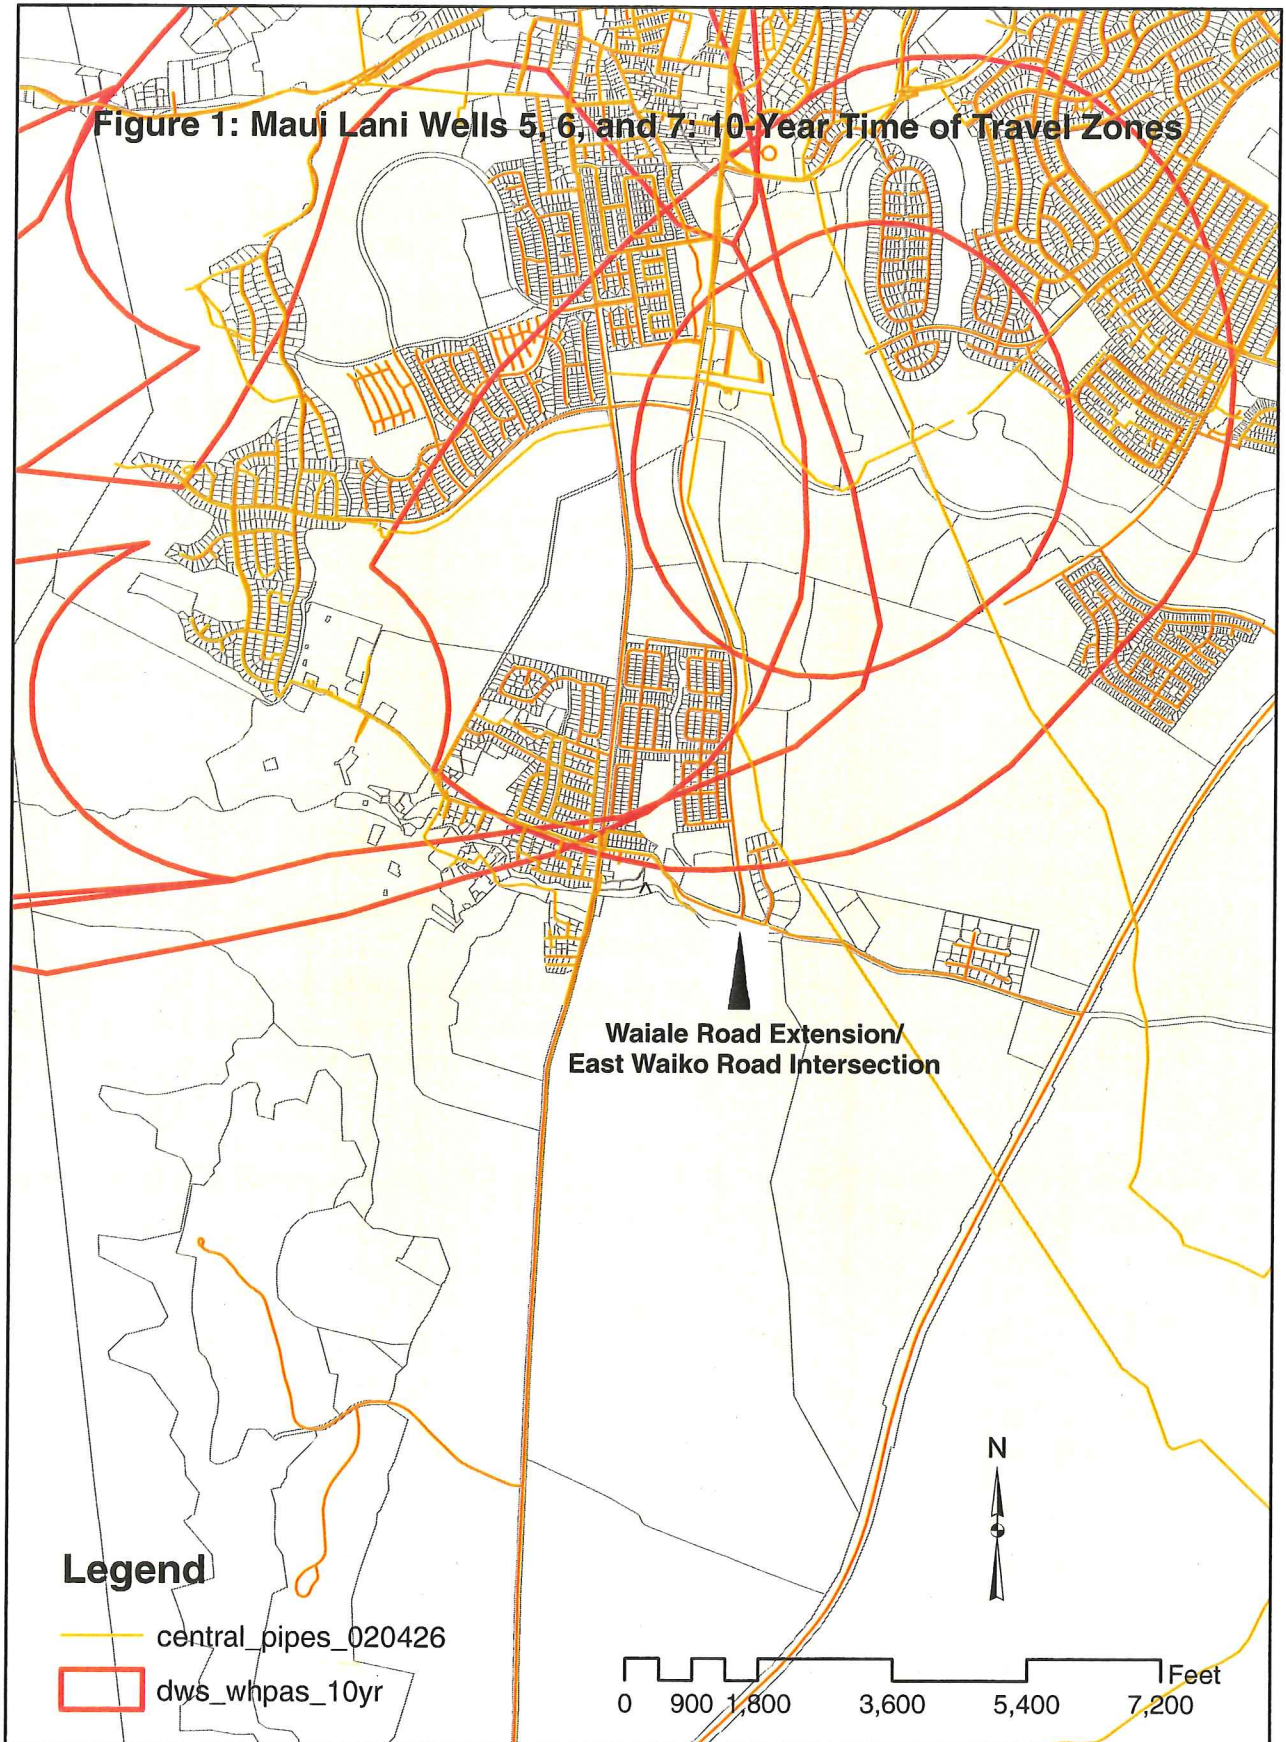 Figure 1: Maui Lani Wells 5, 6, and 7: 10-Year Time of Travel Zones
Waiale Road Extension/
East Waiko Road Intersection
N
Legend
central_pipes_020426
dws_whpas_10yr
Feet
0 900 1,800 3,600 5,400 7,200